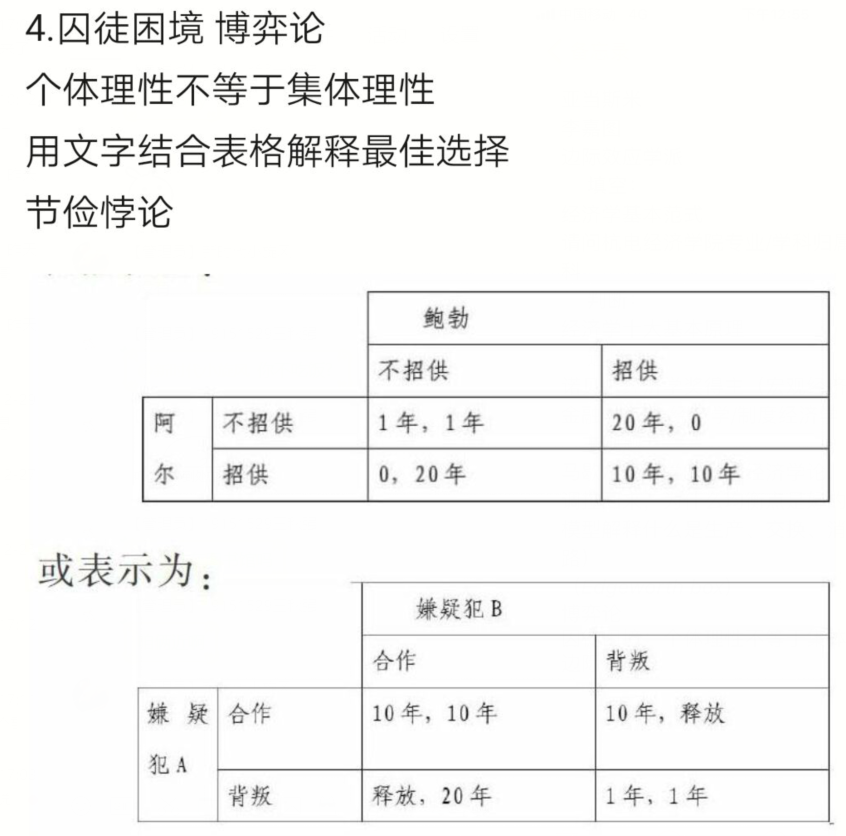 4.囚徒困境 博弈论
个体理性不等于集体理性
用文字结合表格解释最佳选择
节俭悖论
鲍勃
不招供 招供
阿尔 不招供 1年，1年 20年，0
招供 0，20年 10年，10年
或表示为：
嫌疑犯B
合作 背叛
嫌疑犯A 合作 10年，10年 10年，释放
背叛 释放，20年 1年，1年